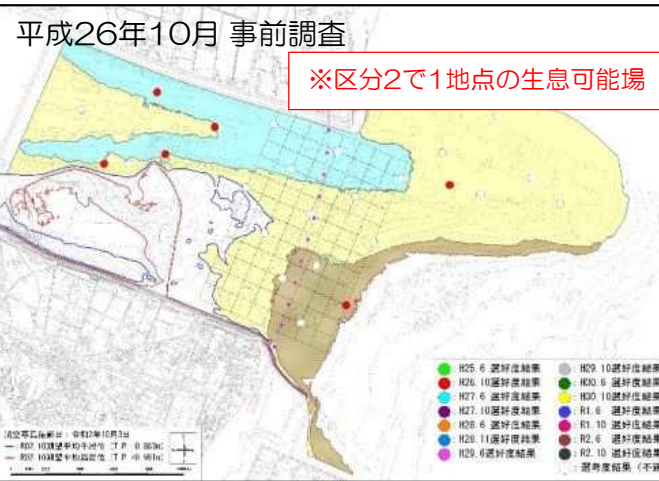 平成26年10月 事前調査
※区分2で1地点の生息可能場
H25.6 選好度結果
H26.10選好度結果
H27.6 選好度結果
H27.10選好度結果
H28.6 選好度結果
H28.11選好度結果
H29.6選好度結果
H29.10選好度結果
H30.6 選好度結果
H30.10選好度結果
R1.6 選好度結果
R1.10 選好度結果
R2.6 選好度結果
R2.10 選好度結果